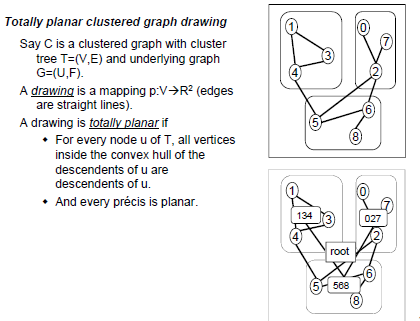 Totally planar clustered graph drawing
Say C is a clustered graph with cluster
tree T=(V,E) and underlying graph
G=(U,F).
A drawing is a mapping p:V→R² (edges
are straight lines).
A drawing is totally planar if
For every node u of T, all vertices
inside the convex hull of the
descendents of u are
descendents of u.
And every précis is planar.
1
0
7
3
4
2
6
5
8
1
0
134
3
7
027
4
2
root
6
5
568
8